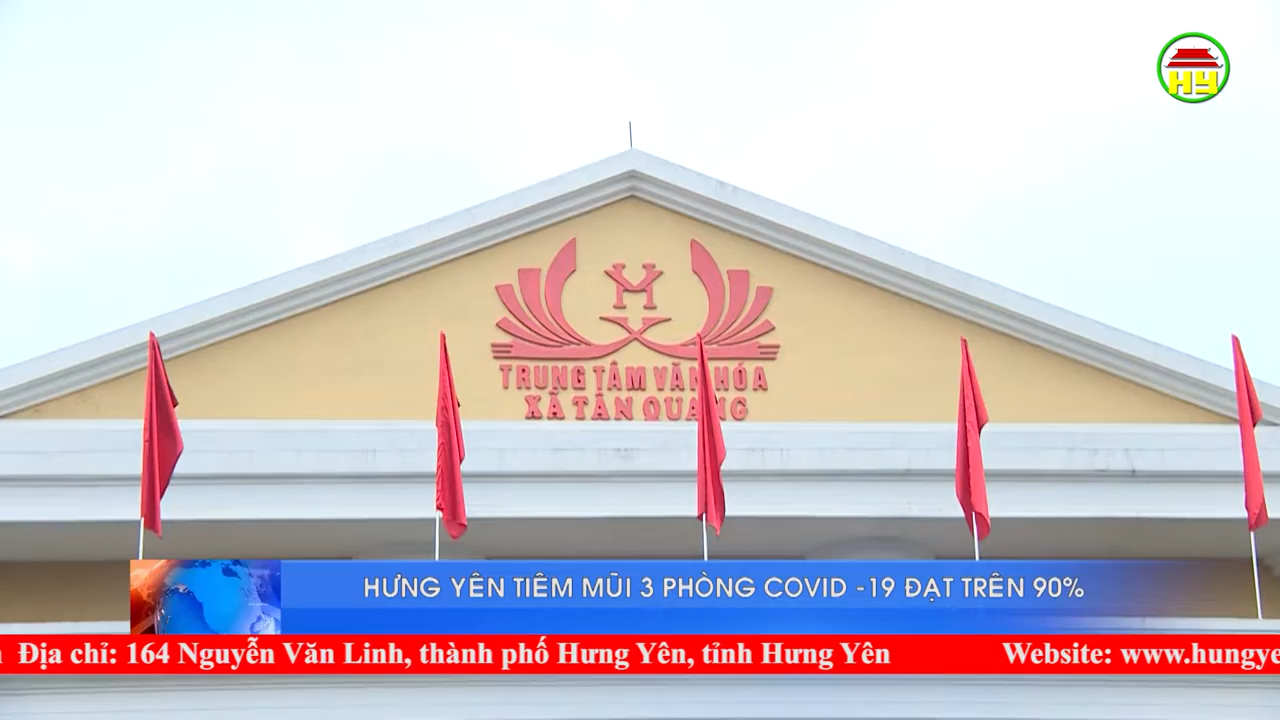 HY
HY
TRUNG TÂM VĂN HÓA
XÃ TÂN QUANG
HƯNG YÊN TIÊM MŨI 3 PHÒNG COVID -19 ĐẠT TRÊN 90%
Địa chỉ: 164 Nguyễn Văn Linh, thành phố Hưng Yên, tỉnh Hưng Yên Website: www.hungye